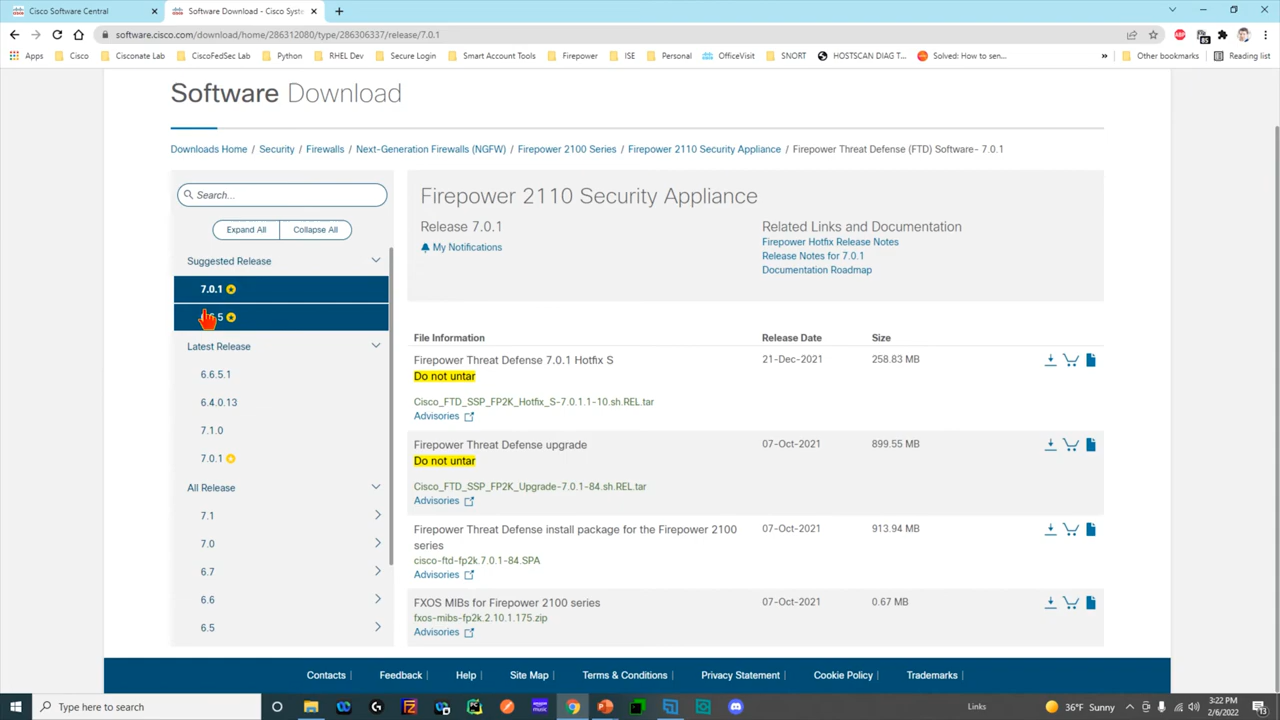 Cisco Software Central
Software Download - Cisco Syste
software.cisco.com/download/home/286312080/type/286306337/release/7.0.1
Apps Cisco Cisconate Lab CiscoFedSec Lab Python RHEL Dev Secure Login Smart Account Tools Firepower ISE Personal OfficeVisit SNORT HOSTSCAN DIAG T... Solved: How to sen... » Other bookmarks Reading list
Software Download
Downloads Home / Security / Firewalls / Next-Generation Firewalls (NGFW) / Firepower 2100 Series / Firepower 2110 Security Appliance / Firepower Threat Defense (FTD) Software- 7.0.1
Search...
Expand All Collapse All
Suggested Release
7.0.1
Latest Release
6.6.5.1
6.4.0.13
7.1.0
7.0.1
All Release
7.1
7.0
6.7
6.6
6.5
Firepower 2110 Security Appliance
Release 7.0.1
My Notifications
Related Links and Documentation
Firepower Hotfix Release Notes
Release Notes for 7.0.1
Documentation Roadmap
File Information Release Date Size
Firepower Threat Defense 7.0.1 Hotfix S 21-Dec-2021 258.83 MB
Do not untar
Cisco_FTD_SSP_FP2K_Hotfix_S-7.0.1.1-10.sh.REL.tar
Advisories
Firepower Threat Defense upgrade 07-Oct-2021 899.55 MB
Do not untar
Cisco_FTD_SSP_FP2K_Upgrade-7.0.1-84.sh.REL.tar
Advisories
Firepower Threat Defense install package for the Firepower 2100 07-Oct-2021 913.94 MB
series
cisco-ftd-fp2k.7.0.1-84.SPA
Advisories
FXOS MIBs for Firepower 2100 series 07-Oct-2021 0.67 MB
fxos-mibs-fp2k.2.10.1.175.zip
Advisories
Contacts | Feedback | Help | Site Map | Terms & Conditions | Privacy Statement | Cookie Policy | Trademarks |
Type here to search
Links
36°F Sunny
3:22 PM
2/6/2022